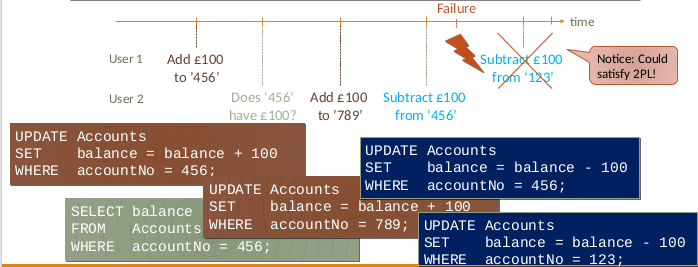 Failure
time
User 1
Add £100
to ’456’
Subtract £100
from ‘123’
Notice: Could
satisfy 2PL!
User 2
Does ‘456’
have £100?
Add £100
to ’789’
Subtract £100
from ‘456’
UPDATE Accounts
SET balance = balance + 100
WHERE accountNo = 456;
UPDATE Accounts
SET balance = balance - 100
WHERE accountNo = 456;
UPDATE Accounts
SET balance = balance + 100
WHERE accountNo = 789;
SELECT balance
FROM Accounts
WHERE accountNo = 456;
UPDATE Accounts
SET balance = balance - 100
WHERE accountNo = 123;